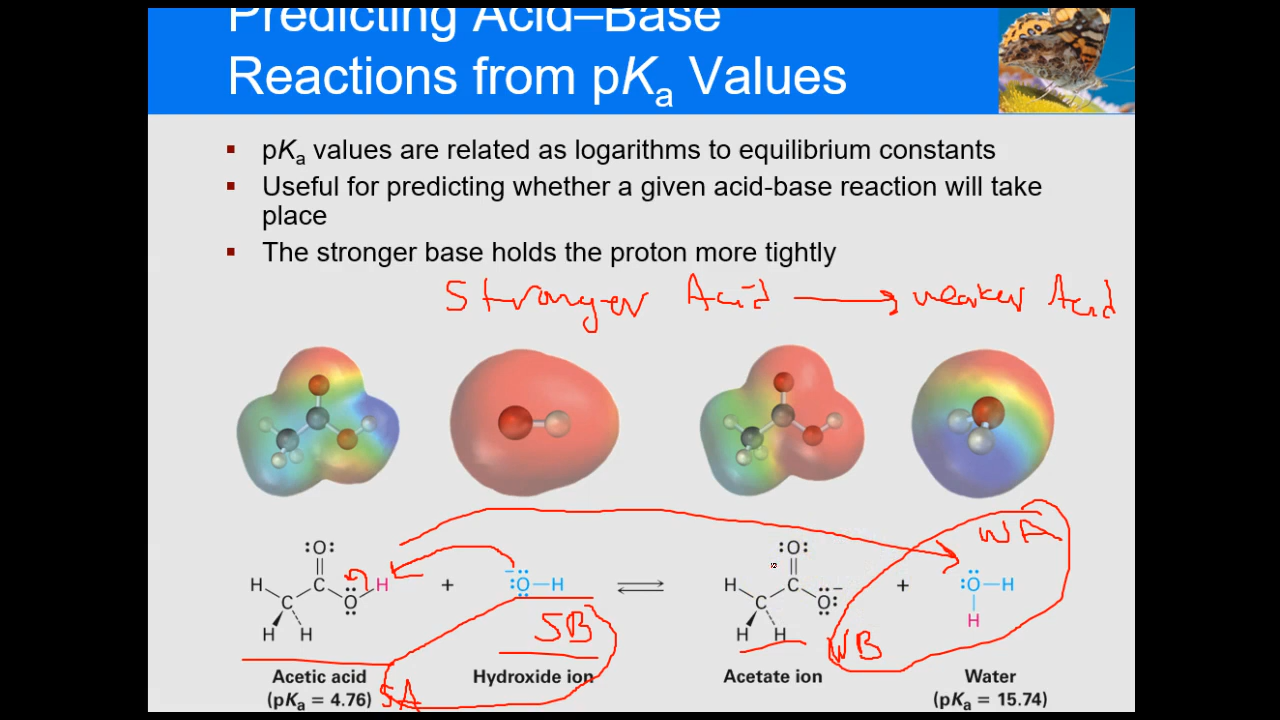 Predicting Acid–Base
Reactions from pKa Values
pKa values are related as logarithms to equilibrium constants
Useful for predicting whether a given acid-base reaction will take
place
The stronger base holds the proton more tightly
Stronger Acid → weaker Acid
WA
:O: :O:
H C O H + –:O–H ⇌ H C O:– + :O–H
C C H
H H SB H H WB
Acetic acid Hydroxide ion Acetate ion Water
(pKa = 4.76) SA (pKa = 15.74)